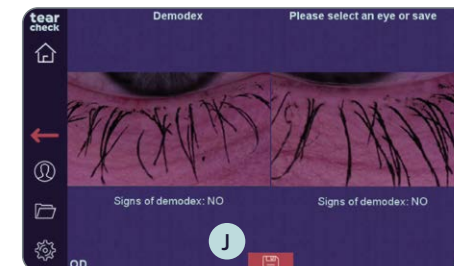 tear
check
Demodex
Please select an eye or save
Signs of demodex: NO
Signs of demodex: NO
J
OD